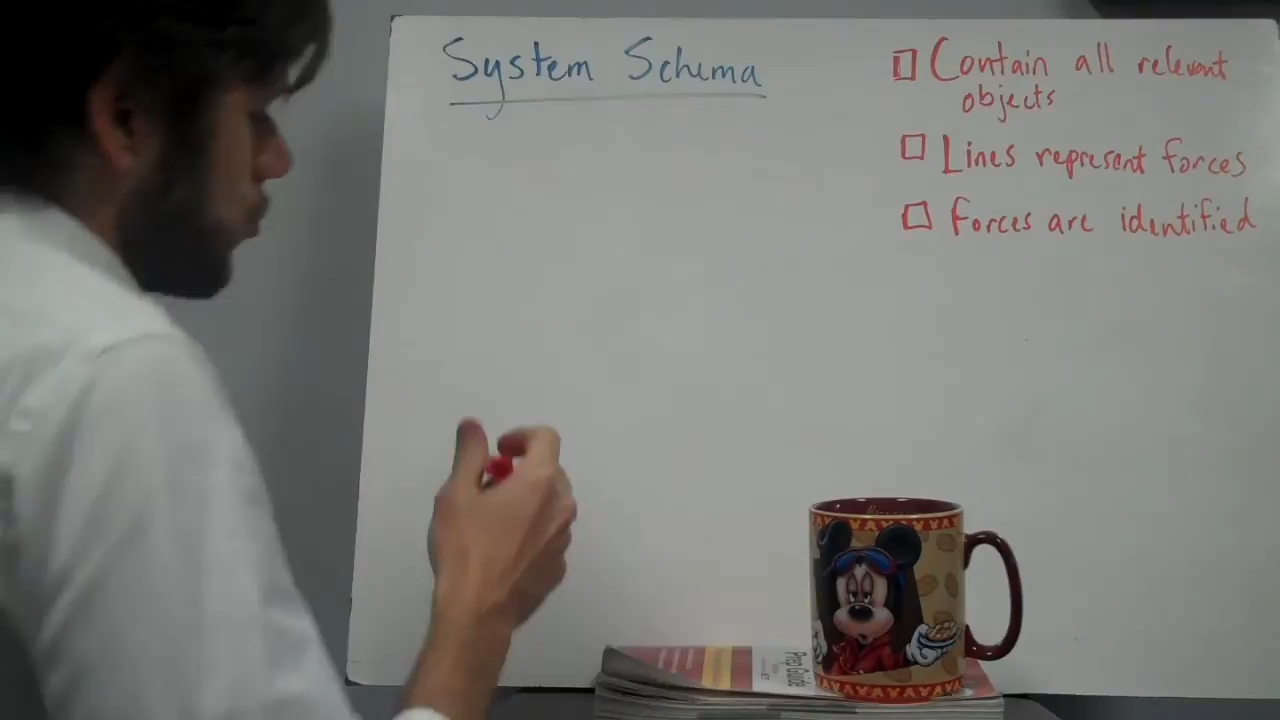 System Schema
Contain all relevant
objects
Lines represent forces
Forces are identified
Prep Guide